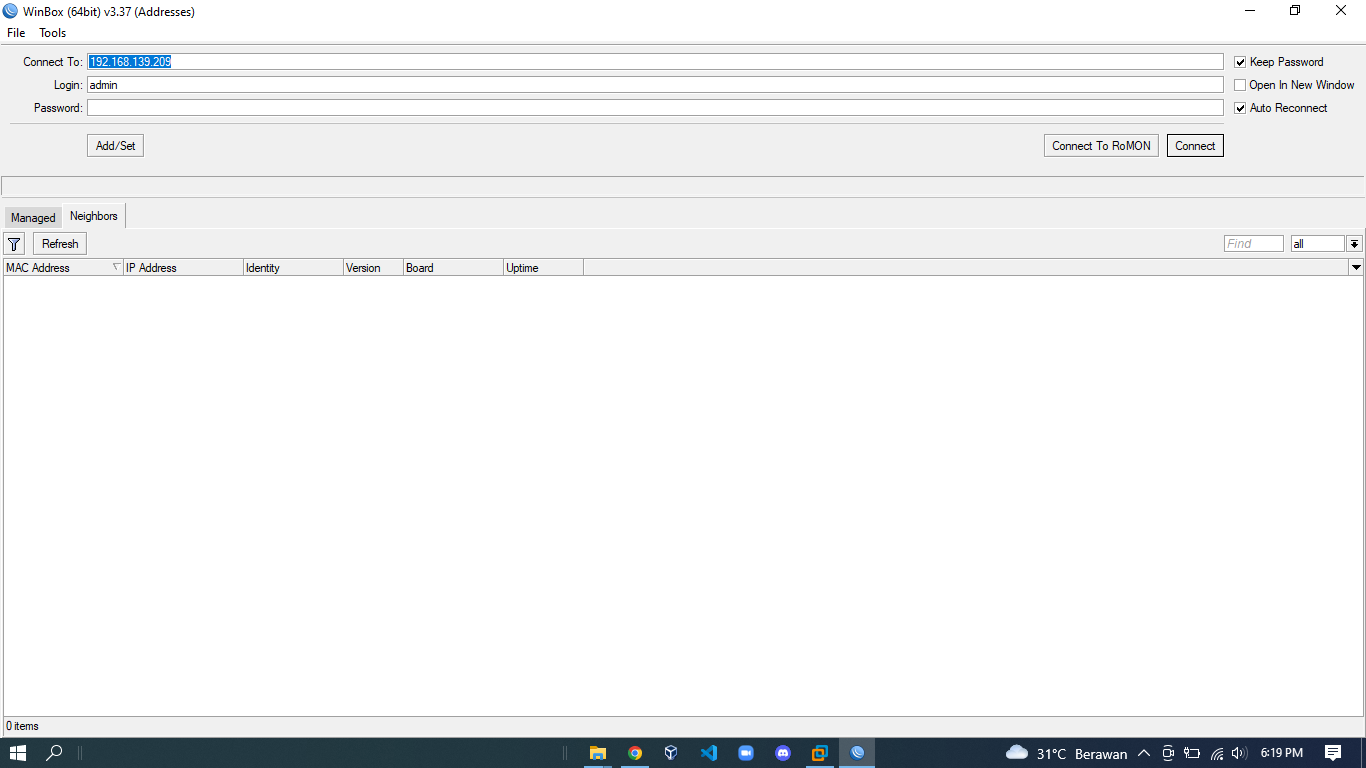 WinBox (64bit) v3.37 (Addresses)
File Tools
Connect To: 192.168.139.209
Keep Password
Login: admin
Open In New Window
Password:
Auto Reconnect
Add/Set
Connect To RoMON
Connect
Managed
Neighbors
Refresh
Find
all
MAC Address IP Address Identity Version Board Uptime
0 items
31°C Berawan
6:19 PM